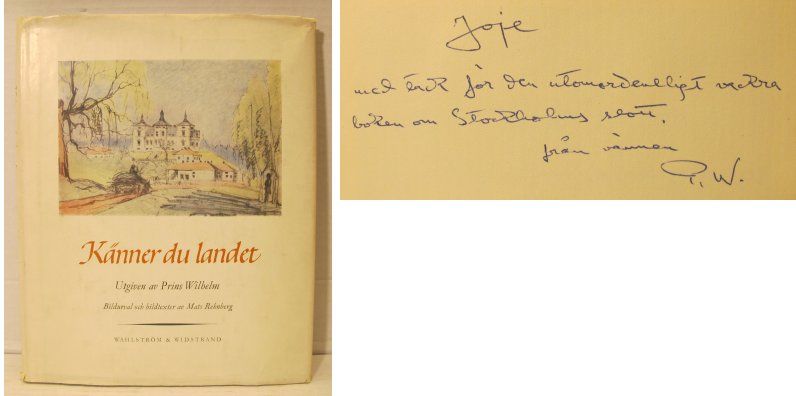 Känner du landet
Utgiven av Prins Wilhelm
Bildurval och bildtexter av Mats Rehnberg
WAHLSTRÖM & WIDSTRAND
Joje
med tack för den utomordentligt vackra
boken om Stockholms slott.
från vännen
P. W.